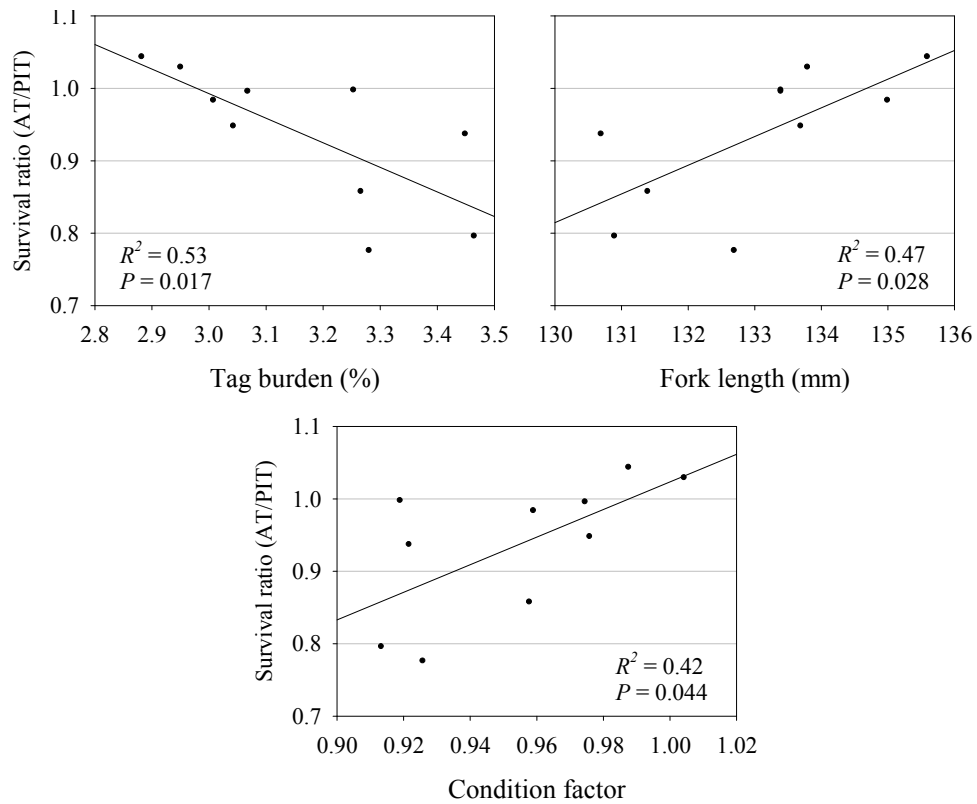 Survival ratio (AT/PIT)
1.1
1.0
0.9
0.8
0.7
R² = 0.53
P = 0.017
2.8 2.9 3.0 3.1 3.2 3.3 3.4 3.5
Tag burden (%)
R² = 0.47
P = 0.028
130 131 132 133 134 135 136
Fork length (mm)
Survival ratio (AT/PIT)
1.1
1.0
0.9
0.8
0.7
R² = 0.42
P = 0.044
0.90 0.92 0.94 0.96 0.98 1.00 1.02
Condition factor